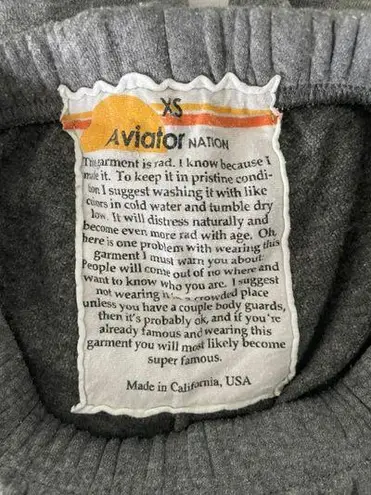 XS
Aviator NATION
This garment is rad. I know because I
made it. To keep it in pristine condi-
tion I suggest washing it with like
colors in cold water and tumble dry
low. It will distress naturally and
become even more rad with age. Oh
here is one problem with wearing this
garment I must warn you about:
People will come out of no where and
want to know who you are. I suggest
not wearing in a crowded place
unless you have a couple body guards,
then it's probably ok, and if you're
already famous and wearing this
garment you will most likely become
super famous.
Made in California, USA